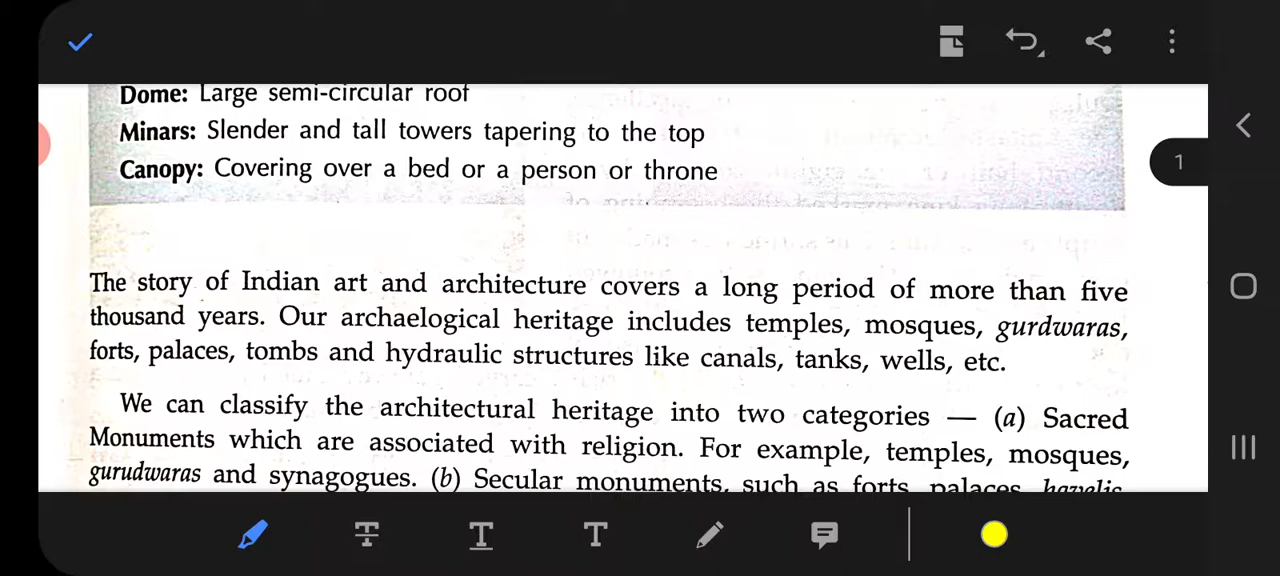 Dome: Large semi-circular roof
Minars: Slender and tall towers tapering to the top
Canopy: Covering over a bed or a person or throne
1
The story of Indian art and architecture covers a long period of more than five
thousand years. Our archaelogical heritage includes temples, mosques, gurdwaras,
forts, palaces, tombs and hydraulic structures like canals, tanks, wells, etc.
We can classify the architectural heritage into two categories — (a) Sacred
Monuments which are associated with religion. For example, temples, mosques,
gurudwaras and synagogues. (b) Secular monuments, such as forts, palaces, havelis,
T
T
T